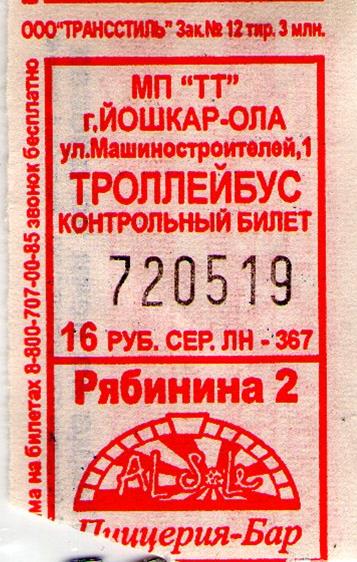 ООО"ТРАНССТИЛЬ" Зак.№ 12 тир. 3 млн.
МП "ТТ"
г.ЙОШКАР-ОЛА
ул.Машиностроителей,1
ТРОЛЛЕЙБУС
КОНТРОЛЬНЫЙ БИЛЕТ
720519
16 РУБ. СЕР. ЛН - 367
Рябинина 2
AL SoLe
Пиццерия-Бар
ма на билетах 8-800-707-00-85 звонок бесплатно